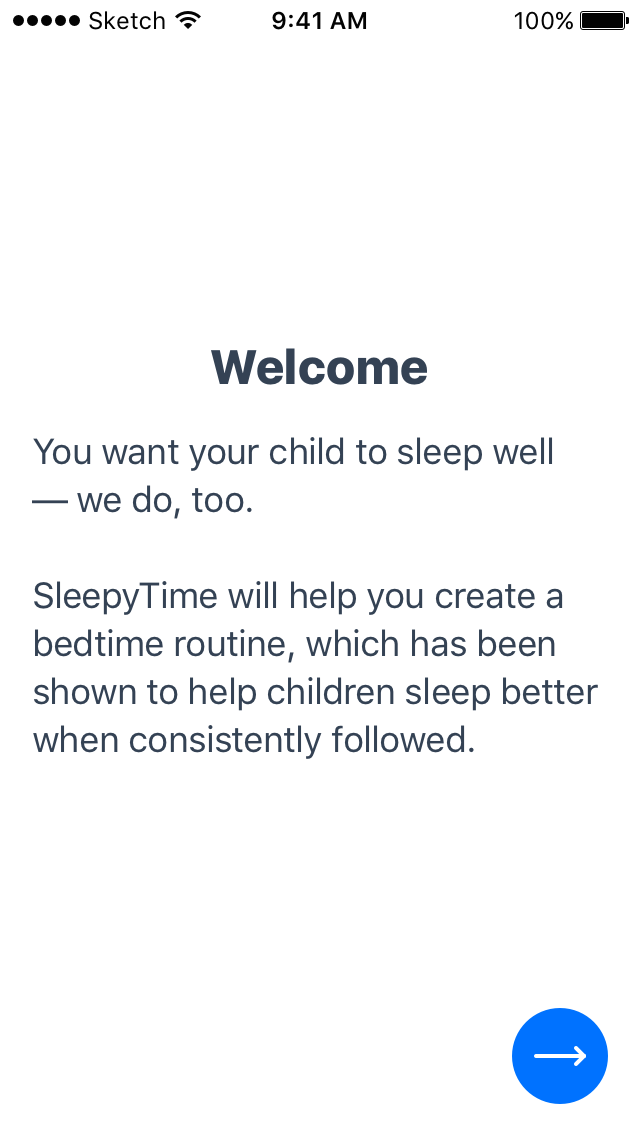 Sketch 9:41 AM 100%
Welcome
You want your child to sleep well
— we do, too.
SleepyTime will help you create a
bedtime routine, which has been
shown to help children sleep better
when consistently followed.